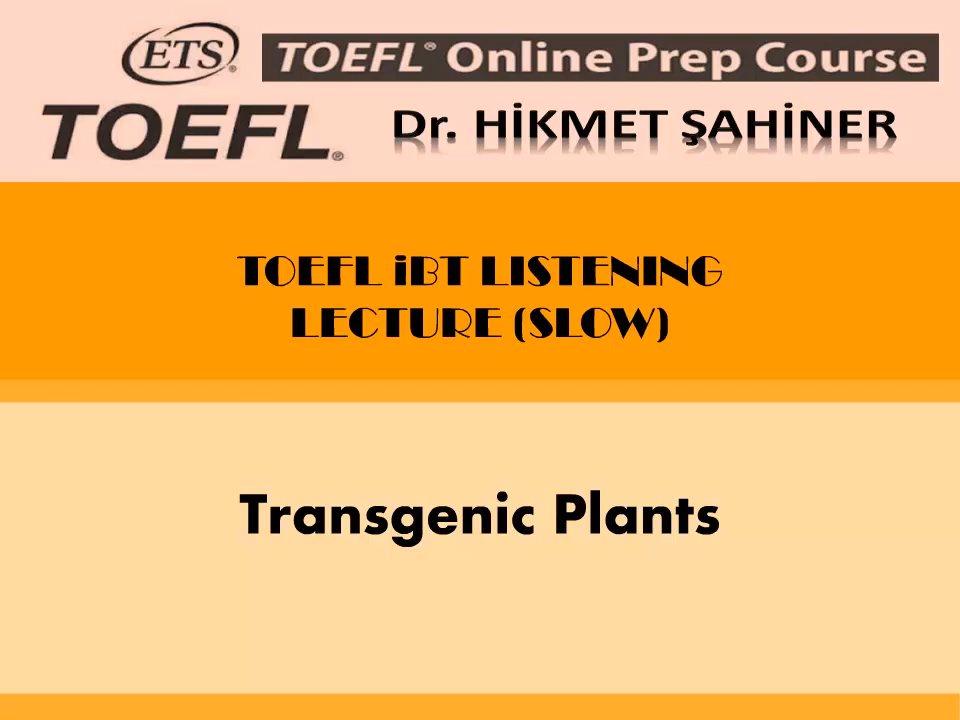 ETS® TOEFL® Online Prep Course
TOEFL® Dr. HİKMET ŞAHİNER
TOEFL iBT LISTENING
LECTURE (SLOW)
Transgenic Plants